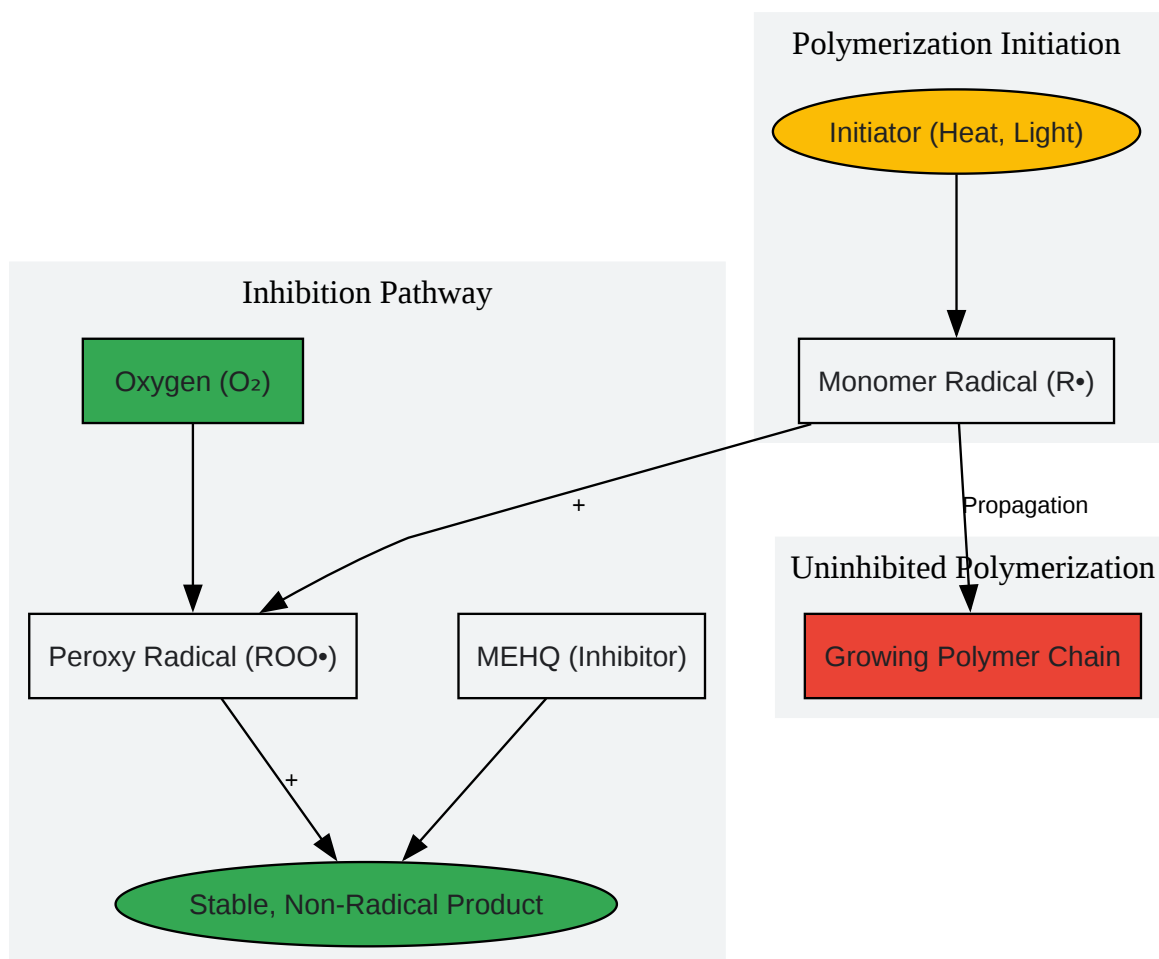 Polymerization Initiation
Initiator (Heat, Light)
Inhibition Pathway
Oxygen (O₂)
Monomer Radical (R•)
+
Propagation
Uninhibited Polymerization
Peroxy Radical (ROO•)
MEHQ (Inhibitor)
Growing Polymer Chain
+
Stable, Non-Radical Product